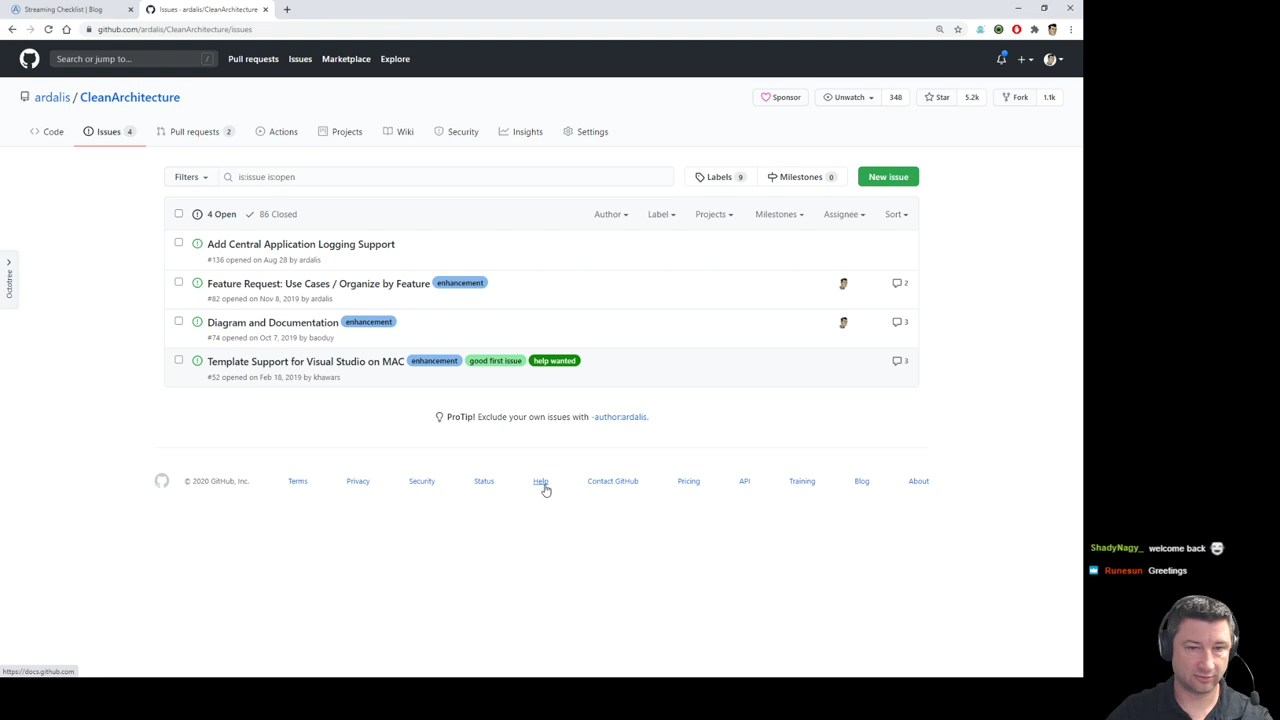 Streaming Checklist | Blog
Issues · ardalis/CleanArchitecture
github.com/ardalis/CleanArchitecture/issues
Search or jump to... /
Pull requests Issues Marketplace Explore
ardalis / CleanArchitecture
Sponsor Unwatch 348 Star 5.2k Fork 1.1k
Code Issues 4 Pull requests 2 Actions Projects Wiki Security Insights Settings
Filters is:issue is:open Labels 9 Milestones 0 New issue
4 Open 86 Closed Author Label Projects Milestones Assignee Sort
Add Central Application Logging Support
#136 opened on Aug 28 by ardalis
Feature Request: Use Cases / Organize by Feature enhancement 2
#82 opened on Nov 8, 2019 by ardalis
Diagram and Documentation enhancement 3
#74 opened on Oct 7, 2019 by baoduy
Template Support for Visual Studio on MAC enhancement good first issue help wanted 3
#52 opened on Feb 18, 2019 by khawars
Octotree
ProTip! Exclude your own issues with -author:ardalis.
© 2020 GitHub, Inc. Terms Privacy Security Status Help Contact GitHub Pricing API Training Blog About
ShadyNagy_ welcome back
Runesun Greetings
https://docs.github.com